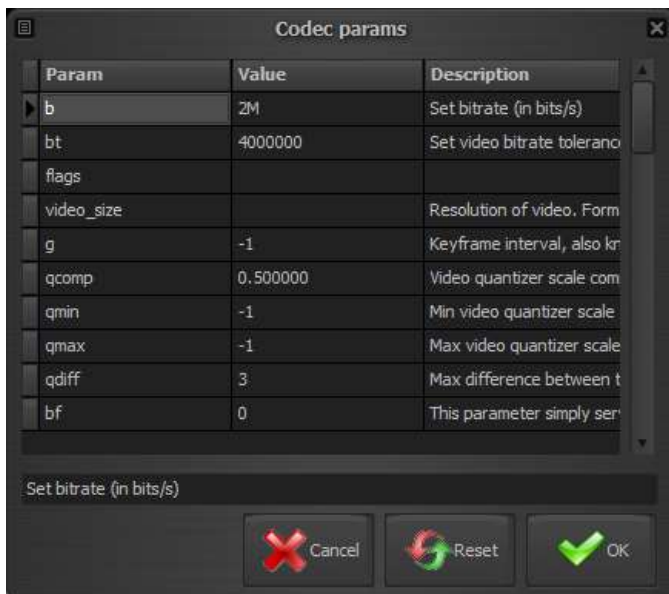 Codec params
Param Value Description
b 2M Set bitrate (in bits/s)
bt 4000000 Set video bitrate tolerance
flags
video_size Resolution of video. Form
g -1 Keyframe interval, also kn
qcomp 0.500000 Video quantizer scale com
qmin -1 Min video quantizer scale
qmax -1 Max video quantizer scale
qdiff 3 Max difference between t
bf 0 This parameter simply ser
Set bitrate (in bits/s)
Cancel Reset OK